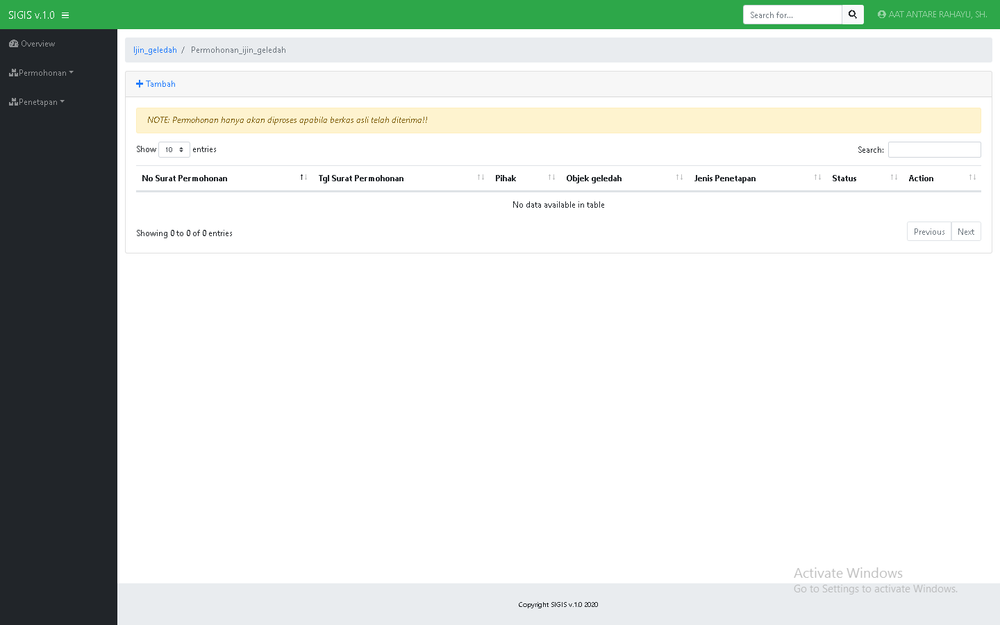 SIGIS v.1.0
Search for...
AAT ANTARE RAHAYU, SH.
Overview
Permohonan
Penetapan
Ijin_geledah / Permohonan_ijin_geledah
Tambah
NOTE: Permohonan hanya akan diproses apabila berkas asli telah diterima!!
Show 10 entries
Search:
No Surat Permohonan Tgl Surat Permohonan Pihak Objek geledah Jenis Penetapan Status Action
No data available in table
Showing 0 to 0 of 0 entries
Previous Next
Activate Windows
Go to Settings to activate Windows.
Copyright SIGIS v.1.0 2020